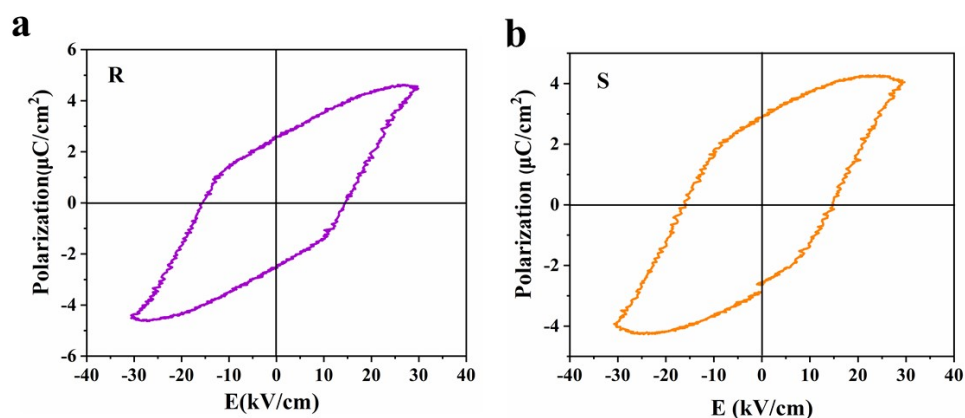 a
R
Polarization(μC/cm²)
6
4
2
0
-2
-4
-6
-40 -30 -20 -10 0 10 20 30 40
E(kV/cm)
b
S
Polarization (μC/cm²)
4
2
0
-2
-4
-40 -30 -20 -10 0 10 20 30 40
E (kV/cm)